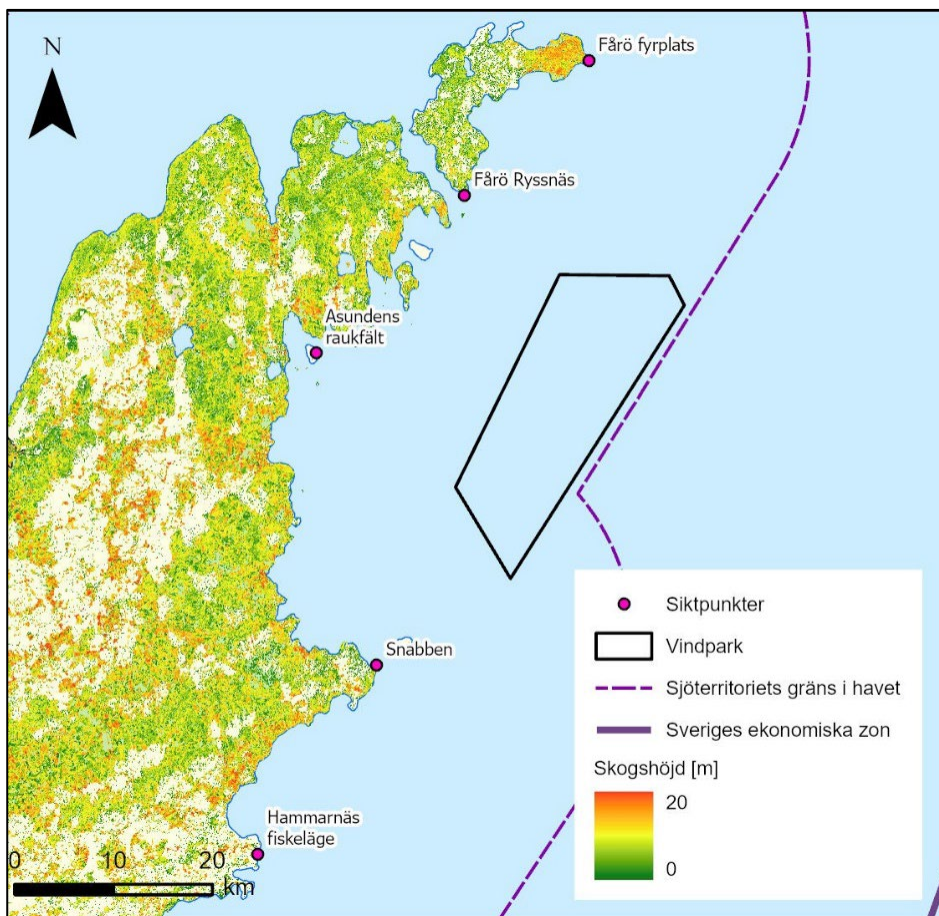 N
Fårö fyrplats
Fårö Ryssnäs
Asundens
raukfält
Snabben
Hammarnäs
fiskeläge
0 10 20
km
Siktpunkter
Vindpark
Sjöterritoriets gräns i havet
Sveriges ekonomiska zon
Skogshöjd [m]
20
0